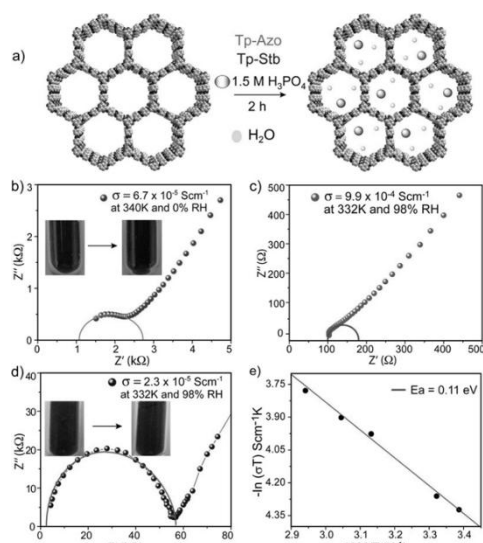 a)
Tp-Azo
Tp-Stb
1.5 M H₃PO₄
2 h
H₂O
b)
3
2
1
0
Z'' (kΩ)
σ = 6.7 x 10⁻⁵ Scm⁻¹
at 340K and 0% RH
0 1 2 3 4 5
Z' (kΩ)
c)
500
400
300
200
100
0
Z'' (Ω)
σ = 9.9 x 10⁻⁴ Scm⁻¹
at 332K and 98% RH
0 100 200 300 400 500
Z' (Ω)
d)
40
30
20
10
0
Z'' (kΩ)
σ = 2.3 x 10⁻⁵ Scm⁻¹
at 332K and 98% RH
0 20 40 60 80
e)
3.75
3.90
4.05
4.20
4.35
-ln (σT) Scm⁻¹K
Ea = 0.11 eV
2.9 3.0 3.1 3.2 3.3 3.4